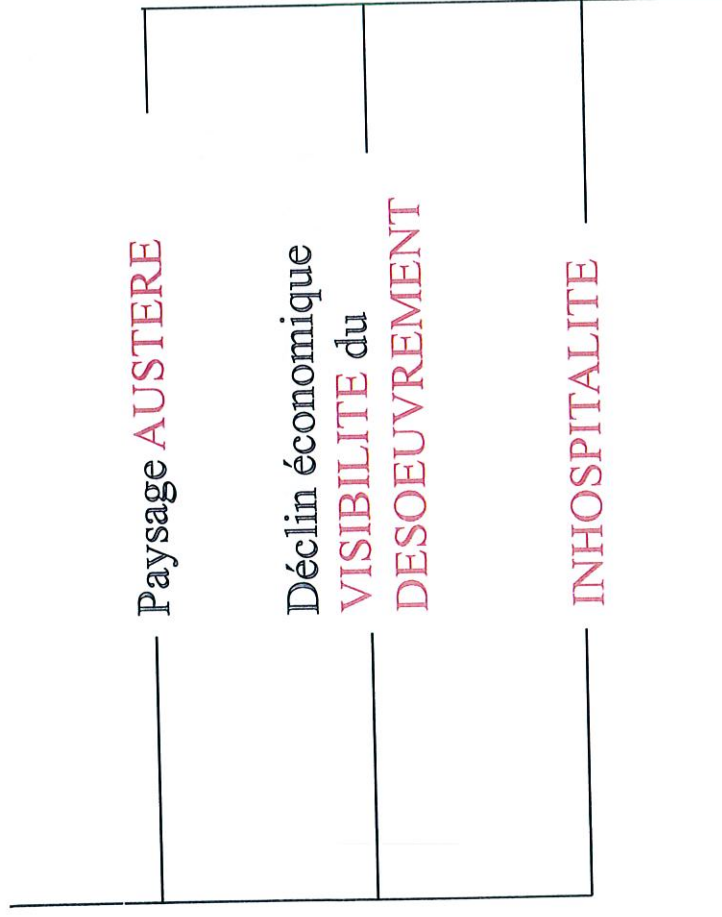 Paysage AUSTERE
Déclin économique
VISIBILITE du
DESOEUVREMENT
INHOSPITALITE